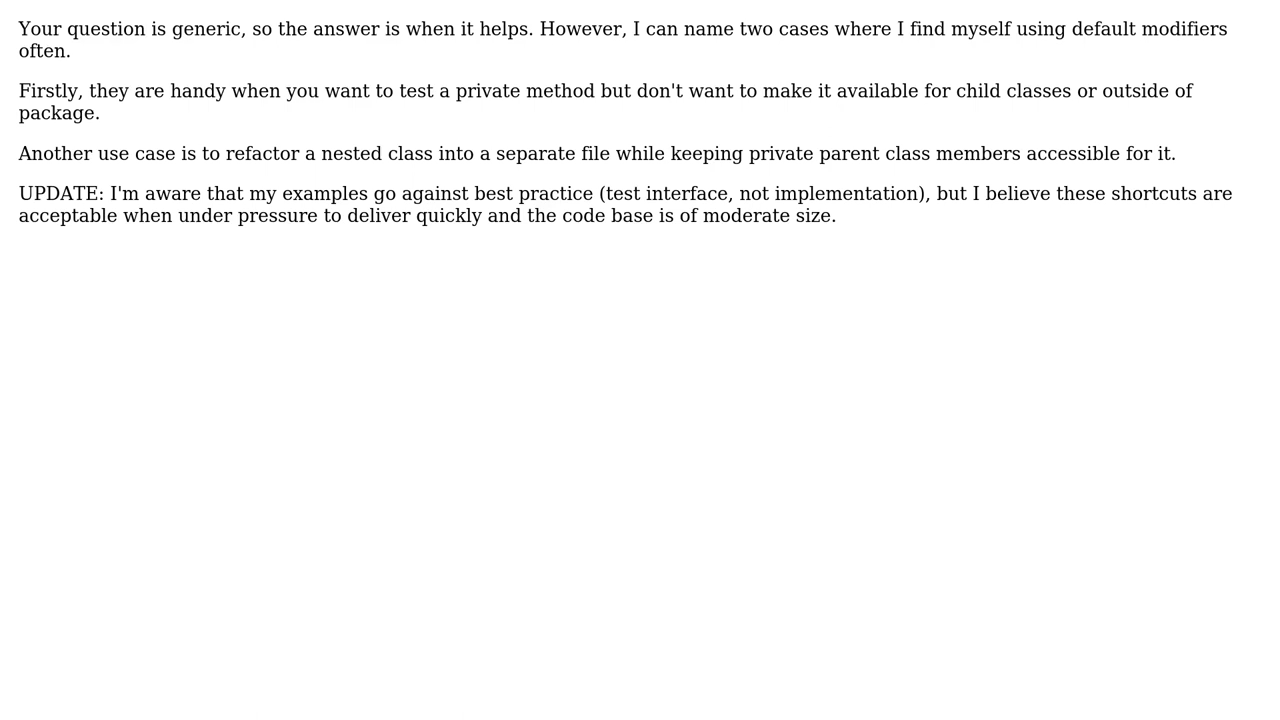 Your question is generic, so the answer is when it helps. However, I can name two cases where I find myself using default modifiers
often.
Firstly, they are handy when you want to test a private method but don't want to make it available for child classes or outside of
package.
Another use case is to refactor a nested class into a separate file while keeping private parent class members accessible for it.
UPDATE: I'm aware that my examples go against best practice (test interface, not implementation), but I believe these shortcuts are
acceptable when under pressure to deliver quickly and the code base is of moderate size.